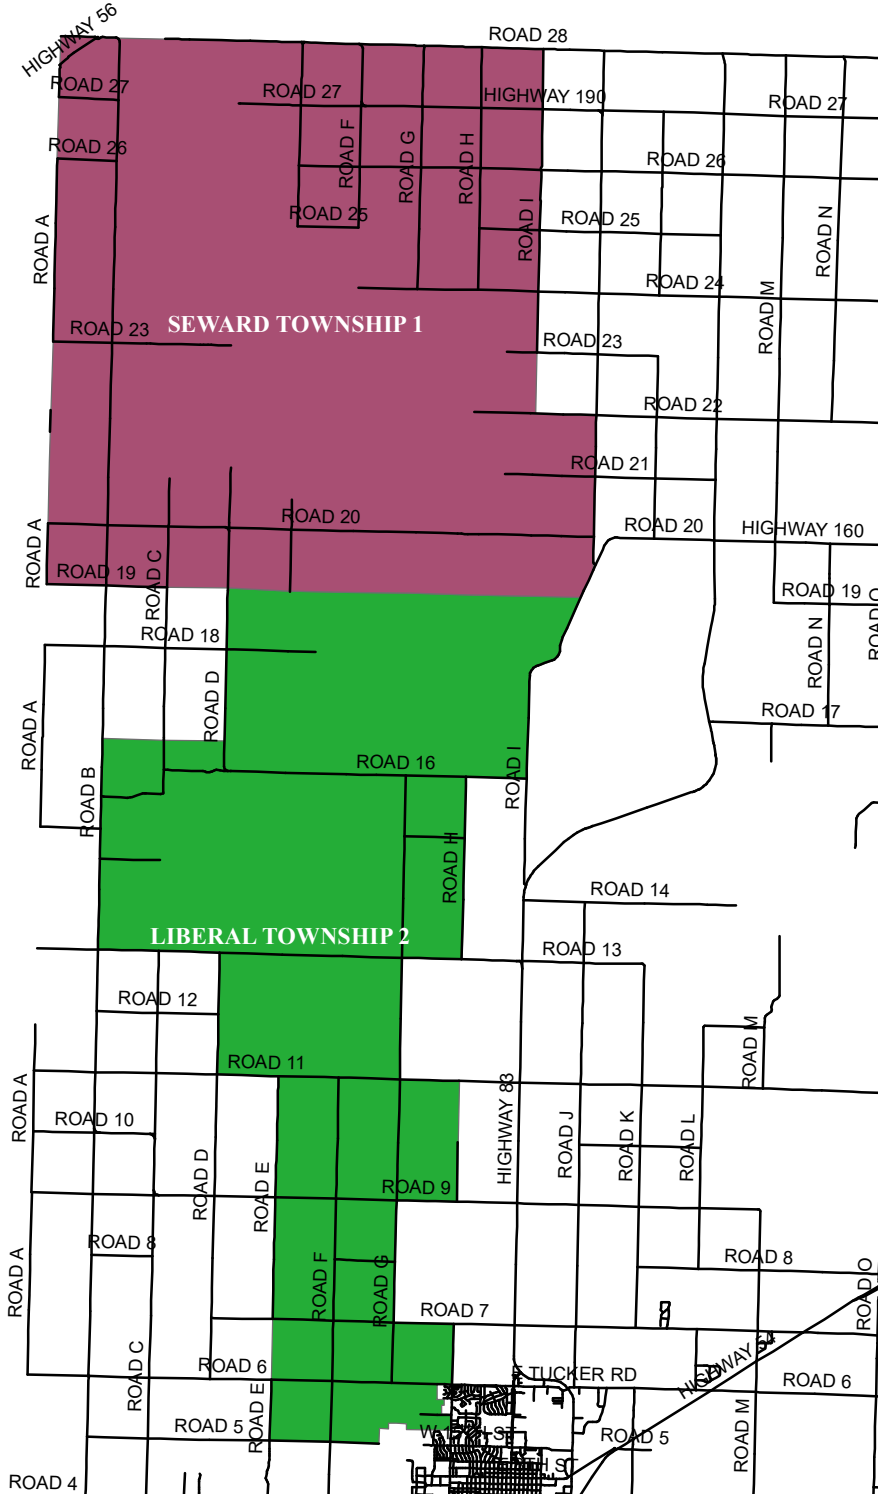 HIGHWAY 56
ROAD 28
ROAD 27
ROAD 27
HIGHWAY 190
ROAD 27
ROAD F
ROAD G
ROAD H
ROAD 26
ROAD 26
ROAD A
ROAD 25
ROAD I
ROAD 25
ROAD N
ROAD 24
ROAD M
ROAD 23
SEWARD TOWNSHIP 1
ROAD 23
ROAD 22
ROAD 21
ROAD A
ROAD 20
ROAD 20
HIGHWAY 160
ROAD 19
ROAD C
ROAD 19
ROAD O
ROAD 18
ROAD N
ROAD A
ROAD D
ROAD 17
ROAD 16
ROAD I
ROAD B
ROAD H
ROAD 14
LIBERAL TOWNSHIP 2
ROAD 13
ROAD 12
ROAD 11
ROAD M
ROAD A
ROAD 10
HIGHWAY 83
ROAD J
ROAD K
ROAD L
ROAD D
ROAD E
ROAD 9
ROAD A
ROAD 8
ROAD F
ROAD G
ROAD 8
ROAD O
ROAD 7
ROAD C
ROAD 6
E TUCKER RD
HIGHWAY 54
ROAD 6
ROAD E
ROAD 5
ROAD 5
ROAD M
ROAD 4